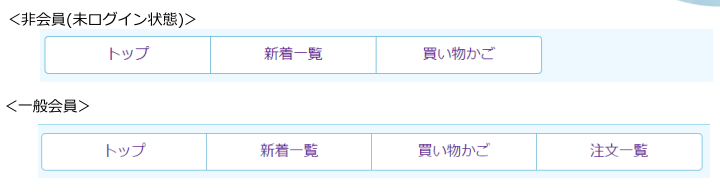 <非会員(未ログイン状態)>
トップ 新着一覧 買い物かご
<一般会員>
トップ 新着一覧 買い物かご 注文一覧